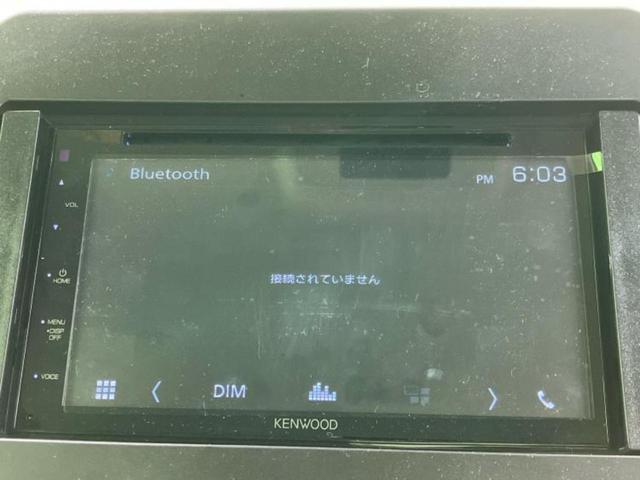 Bluetooth
PM 6:03
VOL
接続されていません
HOME
MENU
•DISP
OFF
VOICE
DIM
KENWOOD